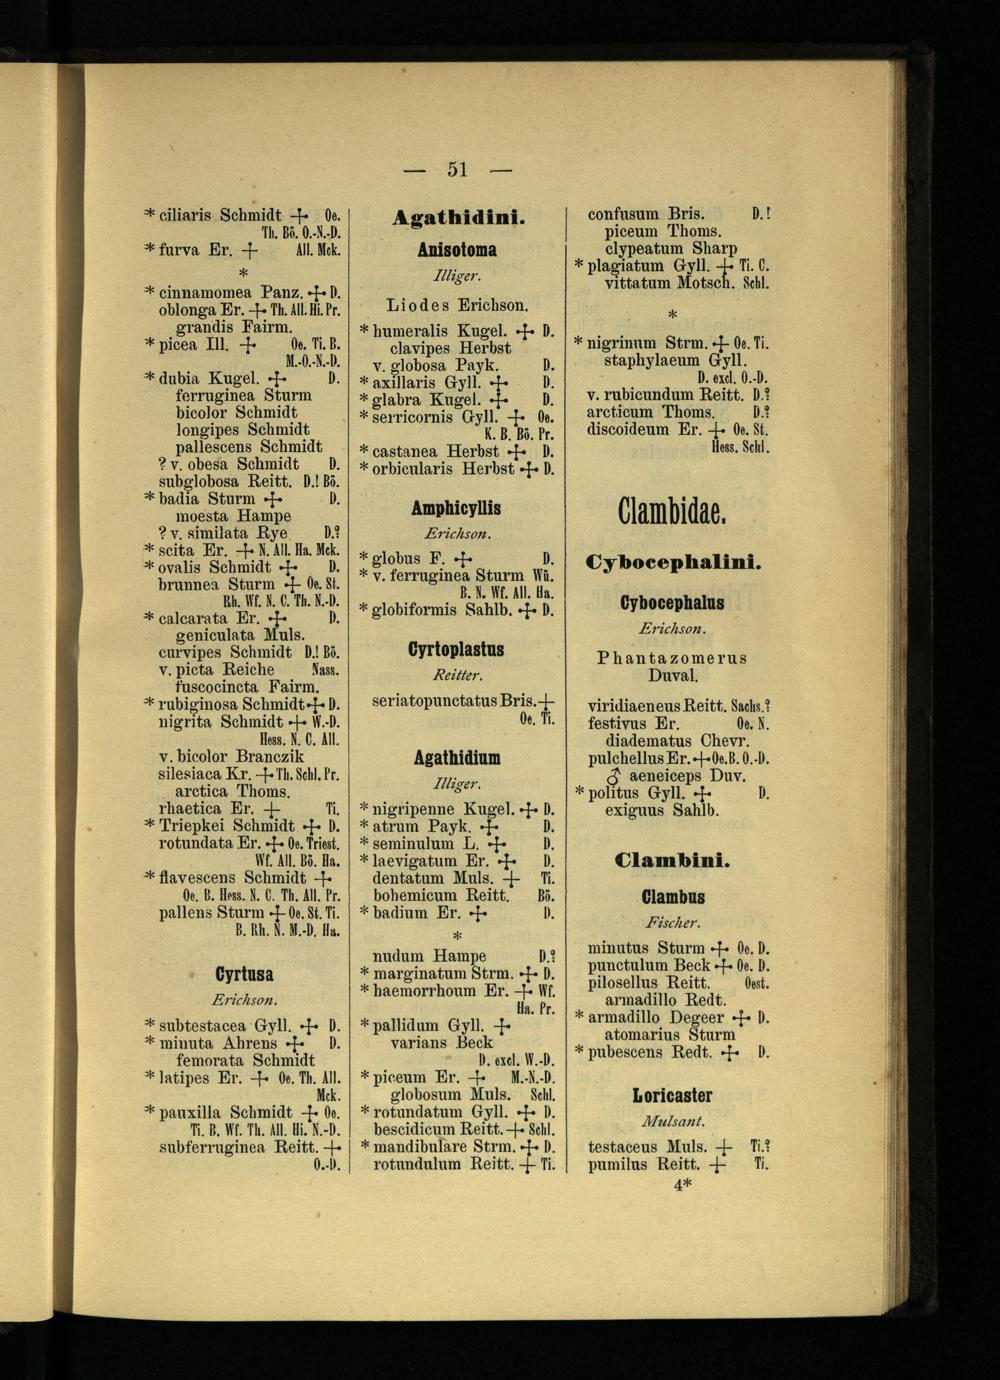 — 51 —
* ciliaris Schmidt ·|· Oe.
Th. Bö. O.-N.-D.
* furva Er. + All. Mck.
*
* cinnamomea Panz. ·|· D.
oblonga Er. ·|· Th. All. Hi. Pr.
grandis Fairm.
* picea Ill. + Oe. Ti. B.
M.-O.-N.-D.
* dubia Kugel. ·|· D.
ferruginea Sturm
bicolor Schmidt
longipes Schmidt
pallescens Schmidt
? v. obesa Schmidt D.
subglobosa Reitt. D.! Bö.
* badia Sturm ·|· D.
moesta Hampe
? v. similata Rye D.?
* scita Er. + N. All. Ha. Mck.
* ovalis Schmidt ·|· D.
brunnea Sturm ·|· Oe. St.
Rh. Wf. N. C. Th. N.-D.
* calcarata Er. ·|· D.
geniculata Muls.
curvipes Schmidt D.! Bö.
v. picta Reiche Nass.
fuscocincta Fairm.
* rubiginosa Schmidt ·|· D.
nigrita Schmidt ·|· W.-D.
Hess. N. C. All.
v. bicolor Branczik
silesiaca Kr. ·|· Th. Schl. Pr.
arctica Thoms.
rhaetica Er. + Ti.
* Triepkei Schmidt ·|· D.
rotundata Er. ·|· Oe. Triest.
Wf. All. Bö. Ha.
* flavescens Schmidt ·|·
Oe. B. Hess. N. C. Th. All. Pr.
pallens Sturm ·|· Oe. St. Ti.
B. Rh. N. M.-D. Ha.
Cyrtusa
Erichson.
* subtestacea Gyll. ·|· D.
* minuta Ahrens ·|· D.
femorata Schmidt
* latipes Er. ·|· Oe. Th. All.
Mck.
* pauxilla Schmidt ·|· Oe.
Ti. B. Wf. Th. All. Hi. N.-D.
subferruginea Reitt. ·|·
O.-D.
Agathidini.
Anisotoma
Illiger.
Liodes Erichson.
* humeralis Kugel. ·|· D.
clavipes Herbst
v. globosa Payk. D.
* axillaris Gyll. ·|· D.
* glabra Kugel. ·|· D.
* serricornis Gyll. ·|· Oe.
K. B. Bö. Pr.
* castanea Herbst ·|· D.
* orbicularis Herbst ·|· D.
Amphicyllis
Erichson.
* globus F. ·|· D.
* v. ferruginea Sturm Wü.
B. N. Wf. All. Ha.
* globiformis Sahlb. ·|· D.
Cyrtoplastus
Reitter.
seriatopunctatus Bris. ·|·
Oe. Ti.
Agathidium
Illiger.
* nigripenne Kugel. ·|· D.
* atrum Payk. ·|· D.
* seminulum L. ·|· D.
* laevigatum Er. ·|· D.
dentatum Muls. + Ti.
bohemicum Reitt. Bö.
* badium Er. ·|· D.
*
nudum Hampe D.?
* marginatum Strm. ·|· D.
* haemorrhoum Er. ·|· Wf.
Ha. Pr.
* pallidum Gyll. ·|·
varians Beck
D. excl. W.-D.
* piceum Er. ·|· M.-N.-D.
globosum Muls. Schl.
* rotundatum Gyll. ·|· D.
bescidicum Reitt. ·|· Schl.
* mandibulare Strm. ·|· D.
rotundulum Reitt. + Ti.
confusum Bris. D.!
piceum Thoms.
clypeatum Sharp
* plagiatum Gyll. ·|· Ti. C.
vittatum Motsch. Schl.
*
* nigrinum Strm. ·|· Oe. Ti.
staphylaeum Gyll.
D. excl. O.-D.
v. rubicundum Reitt. D.?
arcticum Thoms. D.?
discoideum Er. ·|· Oe. St.
Hess. Schl.
Clambidae.
Cybocephalini.
Cybocephalus
Erichson.
Phantazomerus
Duval.
viridiaeneus Reitt. Sachs.?
festivus Er. Oe. N.
diadematus Chevr.
pulchellus Er. ·|· Oe. B. O.-D.
♂ aeneiceps Duv.
* politus Gyll. ·|· D.
exiguus Sahlb.
Clambini.
Clambus
Fischer.
minutus Sturm ·|· Oe. D.
punctulum Beck ·|· Oe. D.
pilosellus Reitt. Oest.
armadillo Redt.
* armadillo Degeer ·|· D.
atomarius Sturm
* pubescens Redt. ·|· D.
Loricaster
Mulsant.
testaceus Muls. + Ti.?
pumilus Reitt. + Ti.
4*